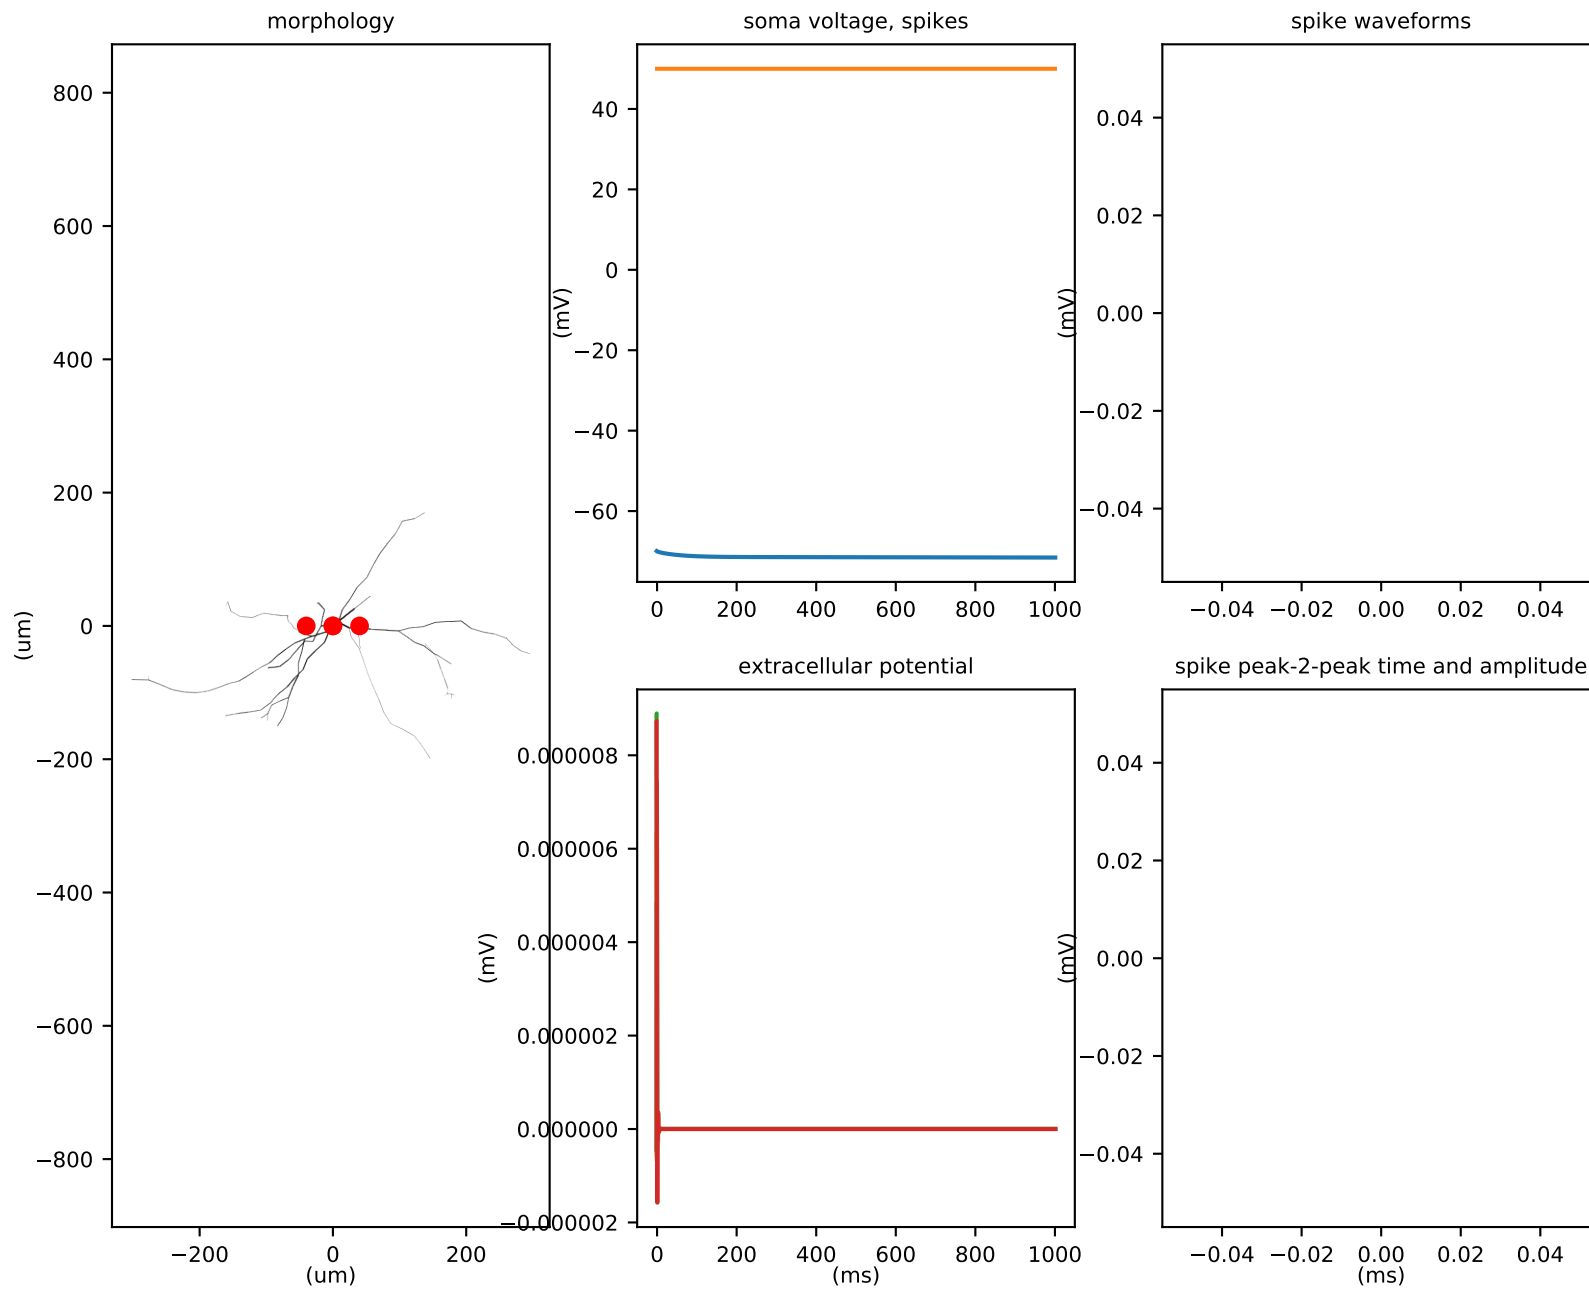 morphology
800
600
400
200
0
−200
−400
−600
−800
(um)
−200 0 200
(um)
soma voltage, spikes
40
20
0
−20
−40
−60
(mV)
0 200 400 600 800 1000
spike waveforms
0.04
0.02
0.00
−0.02
−0.04
(mV)
−0.04 −0.02 0.00 0.02 0.04
extracellular potential
0.000008
0.000006
0.000004
0.000002
0.000000
−0.000002
(mV)
0 200 400 600 800 1000
(ms)
spike peak-2-peak time and amplitude
0.04
0.02
0.00
−0.02
−0.04
(mV)
−0.04 −0.02 0.00 0.02 0.04
(ms)